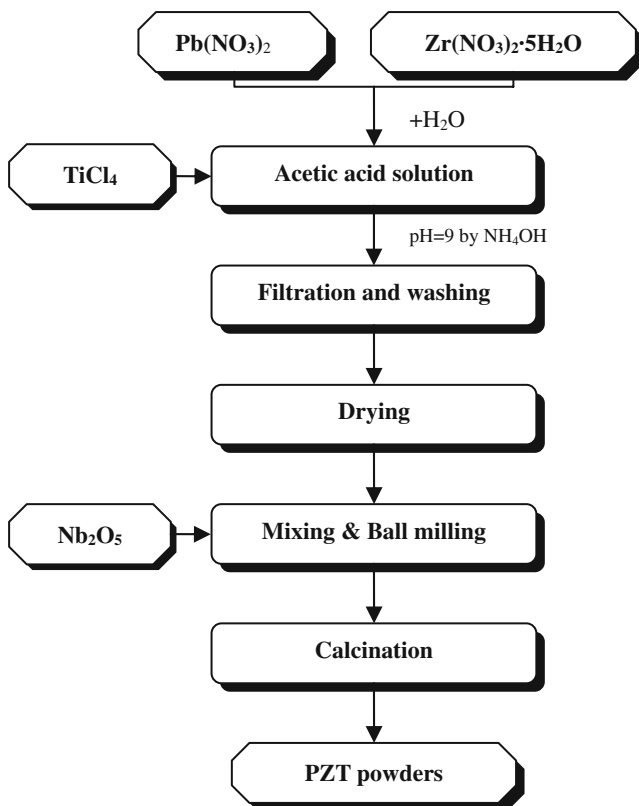 Pb(NO₃)₂
Zr(NO₃)₂·5H₂O
+H₂O
TiCl₄
Acetic acid solution
pH=9 by NH₄OH
Filtration and washing
Drying
Nb₂O₅
Mixing & Ball milling
Calcination
PZT powders